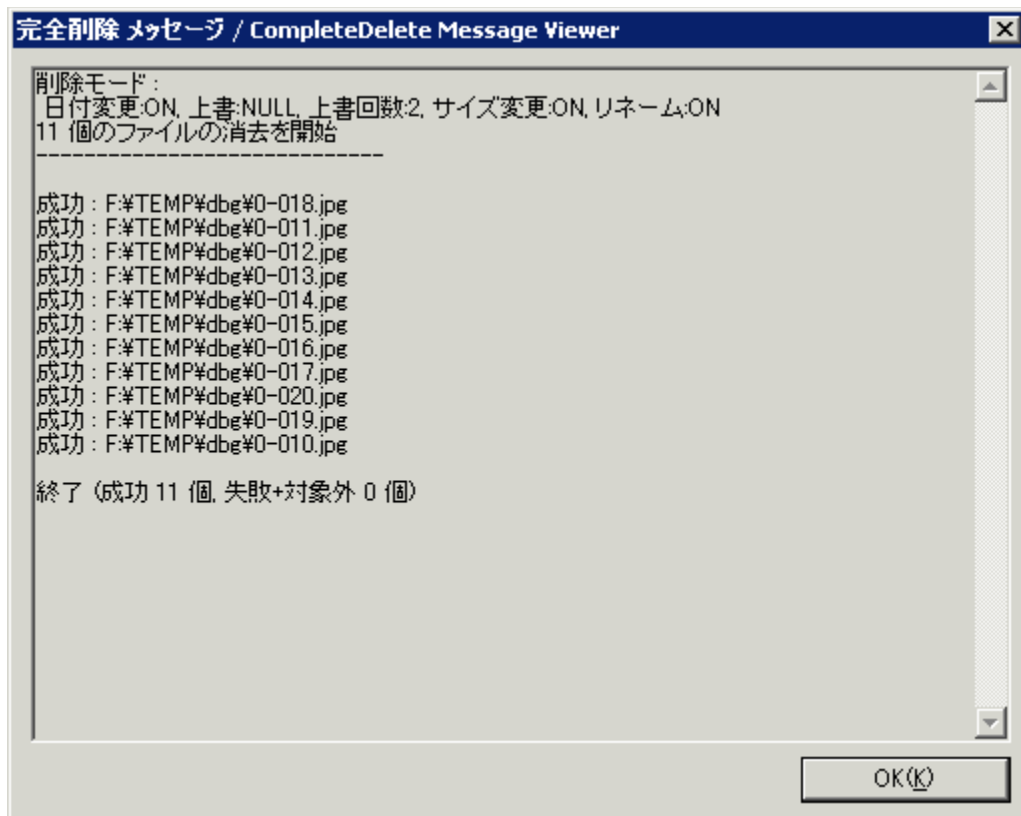 完全削除 メッセージ / CompleteDelete Message Viewer
削除モード :
日付変更:ON, 上書:NULL, 上書回数:2, サイズ変更:ON, リネーム:ON
11 個のファイルの消去を開始
-----------------------------
成功 : F:¥TEMP¥dbg¥0-018.jpg
成功 : F:¥TEMP¥dbg¥0-011.jpg
成功 : F:¥TEMP¥dbg¥0-012.jpg
成功 : F:¥TEMP¥dbg¥0-013.jpg
成功 : F:¥TEMP¥dbg¥0-014.jpg
成功 : F:¥TEMP¥dbg¥0-015.jpg
成功 : F:¥TEMP¥dbg¥0-016.jpg
成功 : F:¥TEMP¥dbg¥0-017.jpg
成功 : F:¥TEMP¥dbg¥0-020.jpg
成功 : F:¥TEMP¥dbg¥0-019.jpg
成功 : F:¥TEMP¥dbg¥0-010.jpg
終了 (成功 11 個, 失敗+対象外 0 個)
OK(K)